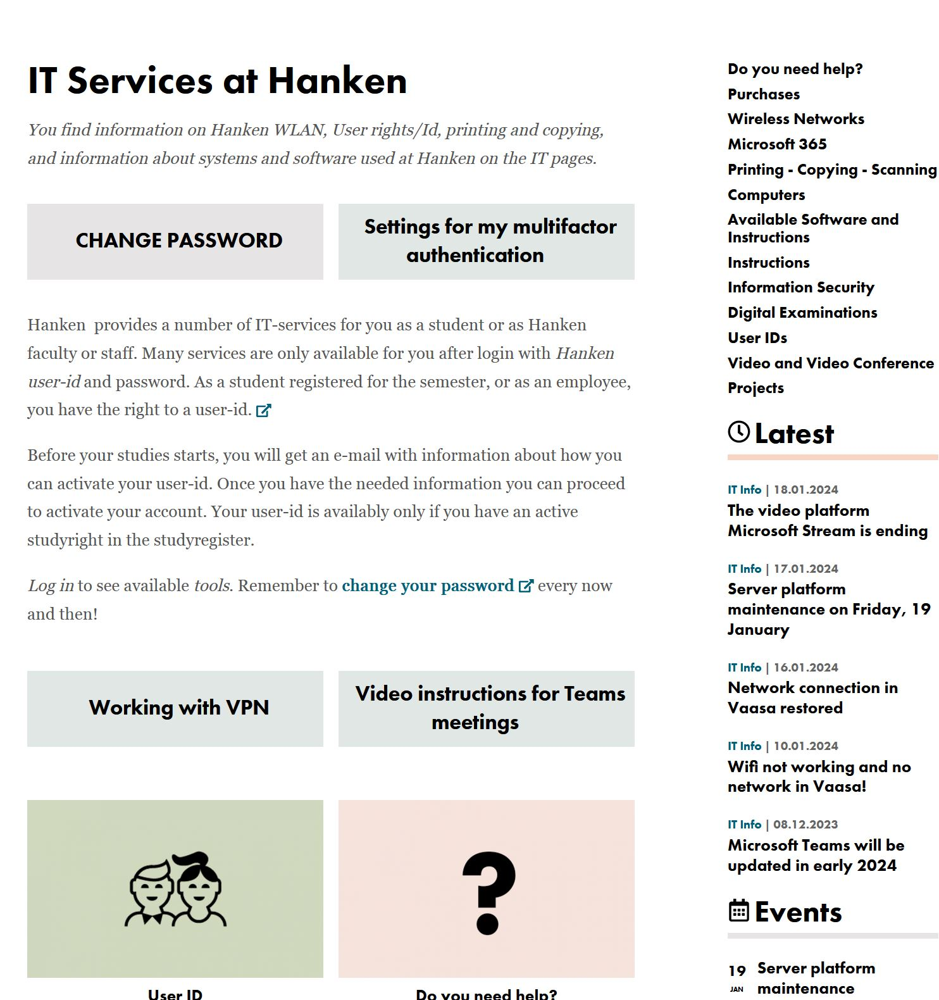 IT Services at Hanken
You find information on Hanken WLAN, User rights/Id, printing and copying,
and information about systems and software used at Hanken on the IT pages.
CHANGE PASSWORD
Settings for my multifactor
authentication
Hanken provides a number of IT-services for you as a student or as Hanken
faculty or staff. Many services are only available for you after login with Hanken
user-id and password. As a student registered for the semester, or as an employee,
you have the right to a user-id.
Before your studies starts, you will get an e-mail with information about how you
can activate your user-id. Once you have the needed information you can proceed
to activate your account. Your user-id is availably only if you have an active
studyright in the studyregister.
Log in to see available tools. Remember to change your password every now
and then!
Working with VPN
Video instructions for Teams
meetings
User ID
Do you need help?
Do you need help?
Purchases
Wireless Networks
Microsoft 365
Printing - Copying - Scanning
Computers
Available Software and
Instructions
Instructions
Information Security
Digital Examinations
User IDs
Video and Video Conference
Projects
Latest
IT Info | 18.01.2024
The video platform
Microsoft Stream is ending
IT Info | 17.01.2024
Server platform
maintenance on Friday, 19
January
IT Info | 16.01.2024
Network connection in
Vaasa restored
IT Info | 10.01.2024
Wifi not working and no
network in Vaasa!
IT Info | 08.12.2023
Microsoft Teams will be
updated in early 2024
Events
19 Server platform
JAN maintenance